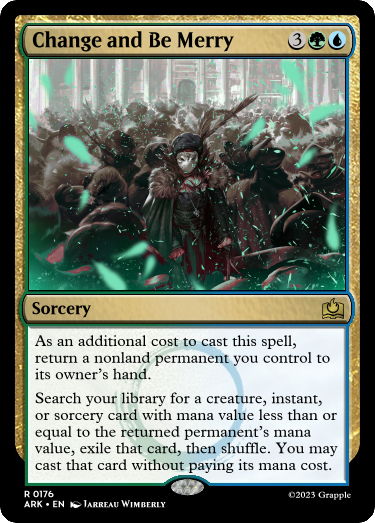 Change and Be Merry 3
Sorcery
As an additional cost to cast this spell,
return a nonland permanent you control to
its owner's hand.
Search your library for a creature, instant,
or sorcery card with mana value less than or
equal to the returned permanent's mana
value, exile that card, then shuffle. You may
cast that card without paying its mana cost.
R 0176
ARK • EN Jarreau Wimberly
©2023 Grapple